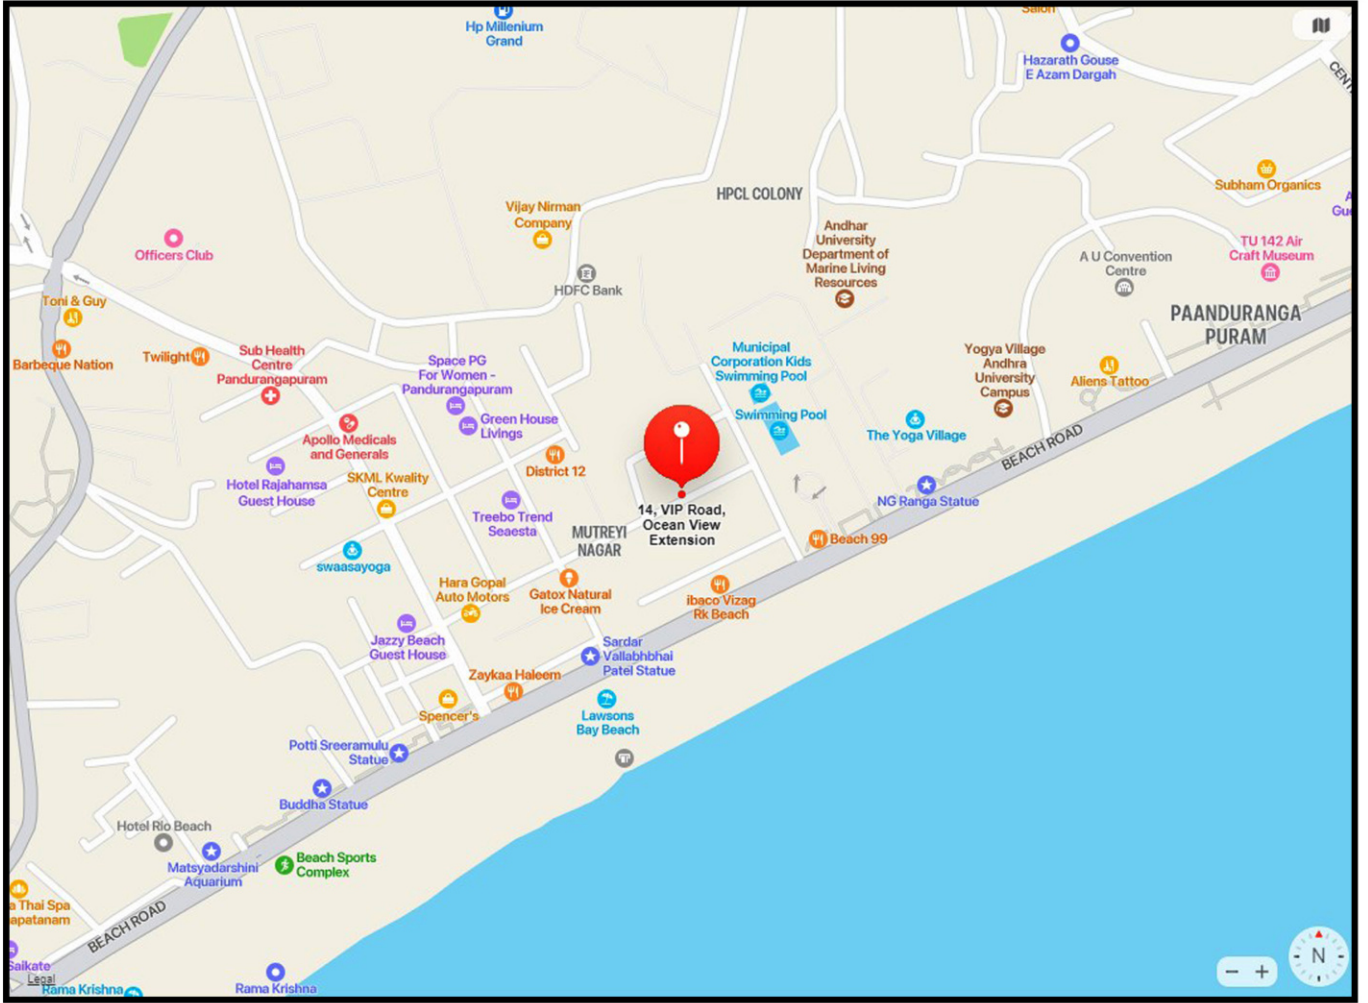 Salon
Hp Millenium
Grand
Hazarath Gouse
E Azam Dargah
Subham Organics
HPCL COLONY
Vijay Nirman
Company
Officers Club
Andhar
University
Department of
Marine Living
Resources
TU 142 Air
Craft Museum
A U Convention
Centre
HDFC Bank
Toni & Guy
PAANDURANGA
PURAM
Barbeque Nation
Twilight
Sub Health
Centre
Pandurangapuram
Space PG
For Women -
Pandurangapuram
Municipal
Corporation Kids
Swimming Pool
Yogya Village
Andhra
University
Campus
Aliens Tattoo
Green House
Livings
Swimming Pool
The Yoga Village
Apollo Medicals
and Generals
BEACH ROAD
District 12
Hotel Rajahamsa
Guest House
SKML Kwality
Centre
NG Ranga Statue
Treebo Trend
Seaesta
14, VIP Road,
Ocean View
Extension
MUTREYI
NAGAR
Beach 99
swaasayoga
Hara Gopal
Auto Motors
Gatox Natural
Ice Cream
ibaco Vizag
Rk Beach
Jazzy Beach
Guest House
Sardar
Vallabhbhai
Patel Statue
Zaykaa Haleem
Spencer's
Lawsons
Bay Beach
Potti Sreeramulu
Statue
Buddha Statue
Hotel Rio Beach
Matsyadarshini
Aquarium
Beach Sports
Complex
a Thai Spa
apatanam
BEACH ROAD
Saikate
Legal
Rama Krishna
Rama Krishna
N